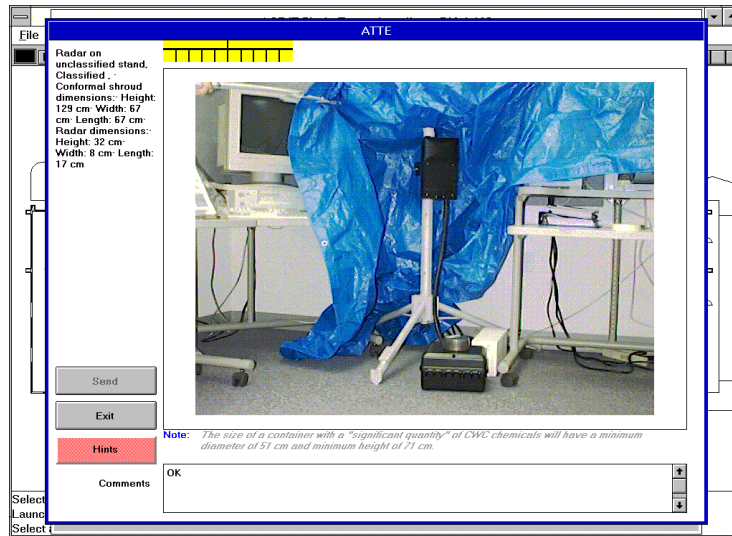 ATTE
File
Radar on
unclassified stand.
Classified . ·
Conformal shroud
dimensions:· Height:
129 cm· Width: 67
cm· Length: 67 cm·
Radar dimensions:·
Height: 32 cm·
Width: 8 cm· Length:
17 cm
Send
Exit
Hints
Note: The size of a container with a "significant quantity" of CWC chemicals will have a minimum
diameter of 51 cm and minimum height of 71 cm.
Comments
OK
Select
Launc
Select